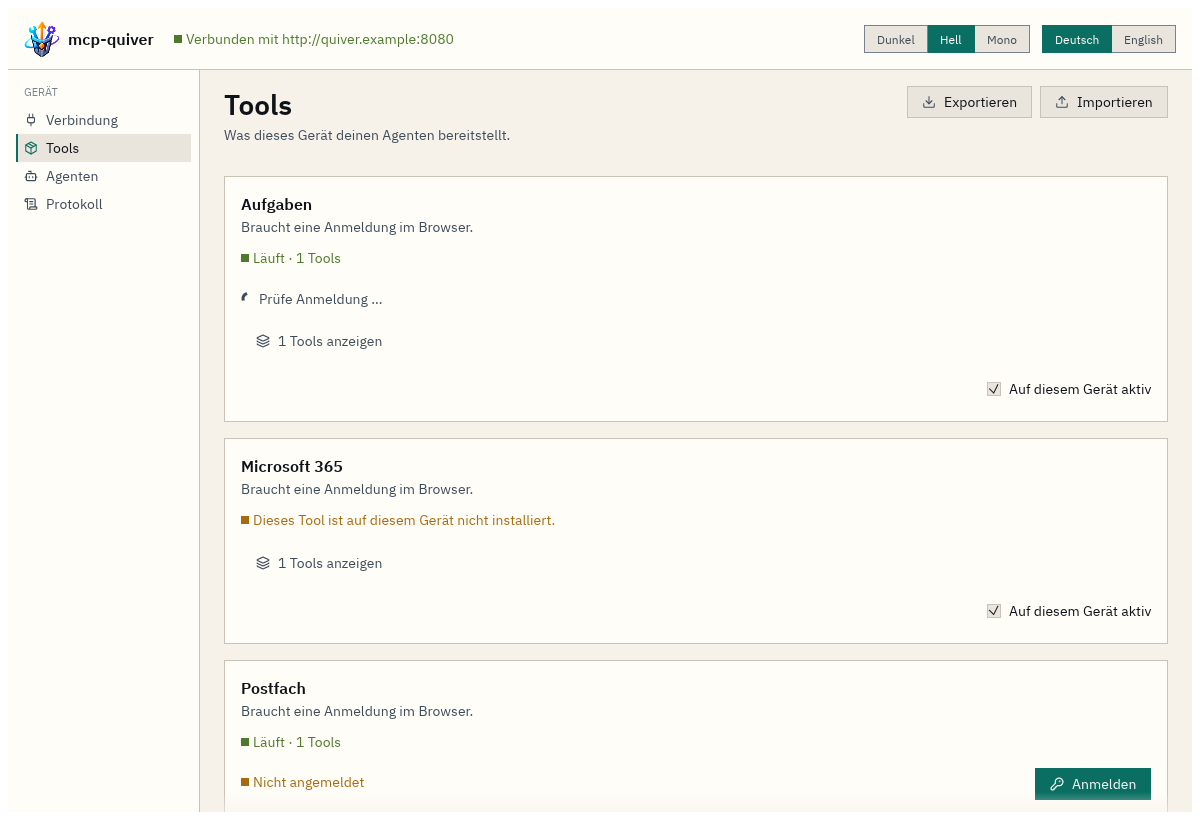 mcp-quiver
Verbunden mit http://quiver.example:8080
Dunkel
Hell
Mono
Deutsch
English
GERÄT
Verbindung
Tools
Agenten
Protokoll
Tools
Was dieses Gerät deinen Agenten bereitstellt.
Exportieren
Importieren
Aufgaben
Braucht eine Anmeldung im Browser.
Läuft · 1 Tools
Prüfe Anmeldung …
1 Tools anzeigen
Auf diesem Gerät aktiv
Microsoft 365
Braucht eine Anmeldung im Browser.
Dieses Tool ist auf diesem Gerät nicht installiert.
1 Tools anzeigen
Auf diesem Gerät aktiv
Postfach
Braucht eine Anmeldung im Browser.
Läuft · 1 Tools
Nicht angemeldet
Anmelden